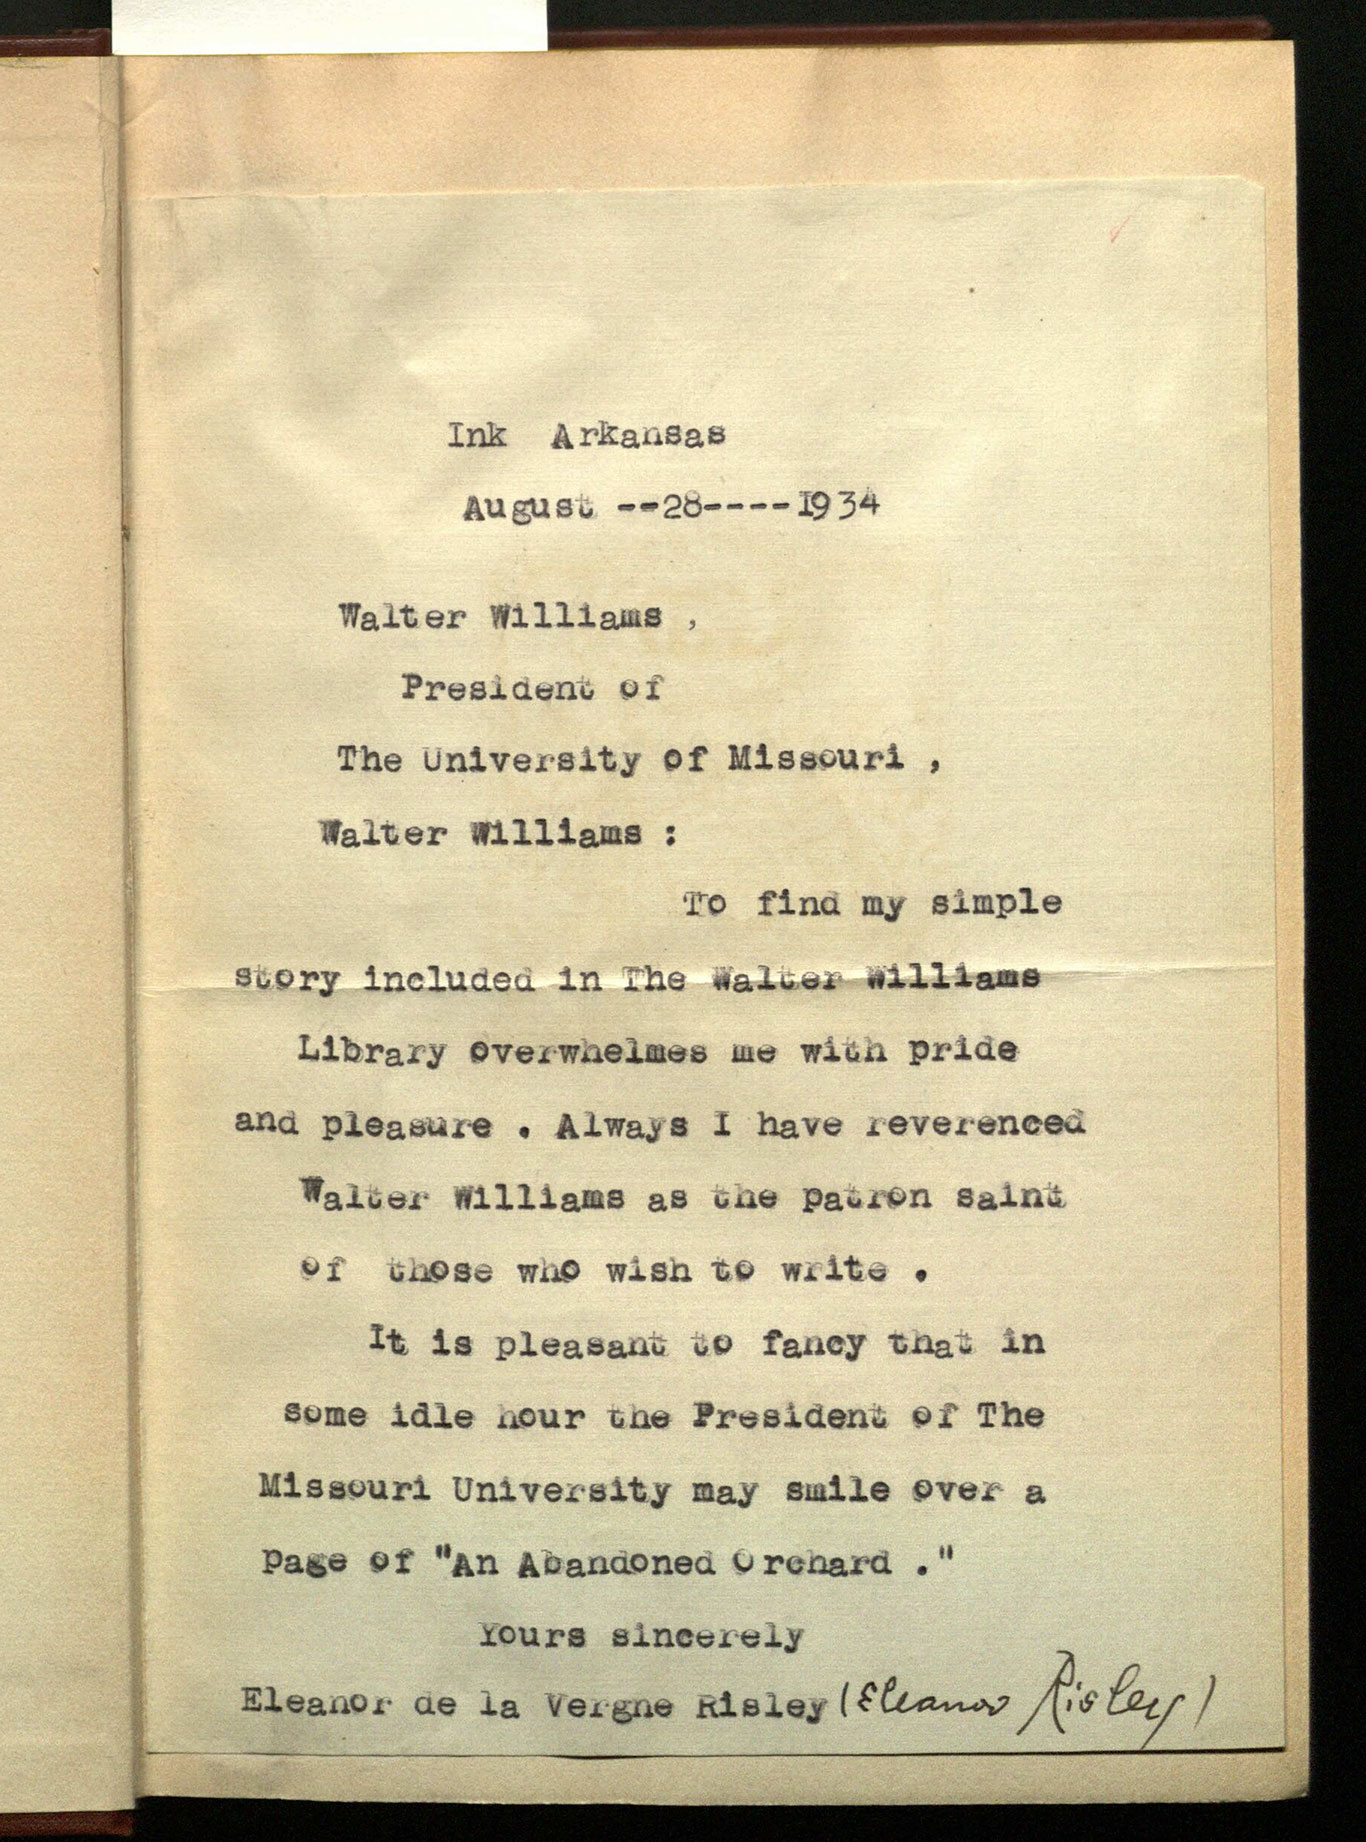 Ink Arkansas
August --28----1934
Walter Williams ,
President of
The University of Missouri ,
Walter Williams :
To find my simple
story included in The Walter Williams
Library overwhelmes me with pride
and pleasure . Always I have reverenced
Walter Williams as the patron saint
of those who wish to write .
It is pleasant to fancy that in
some idle hour the President of The
Missouri University may smile over a
page of "An Abandoned Orchard ."
Yours sincerely
Eleanor de la Vergne Risley (Eleanor Risley)